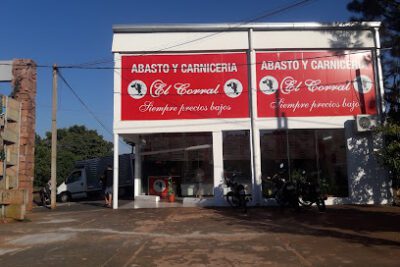 ABASTO Y CARNICERIA
El Corral
Siempre precios bajos
ABASTO Y CARNICERIA
El Corral
Siempre precios bajos